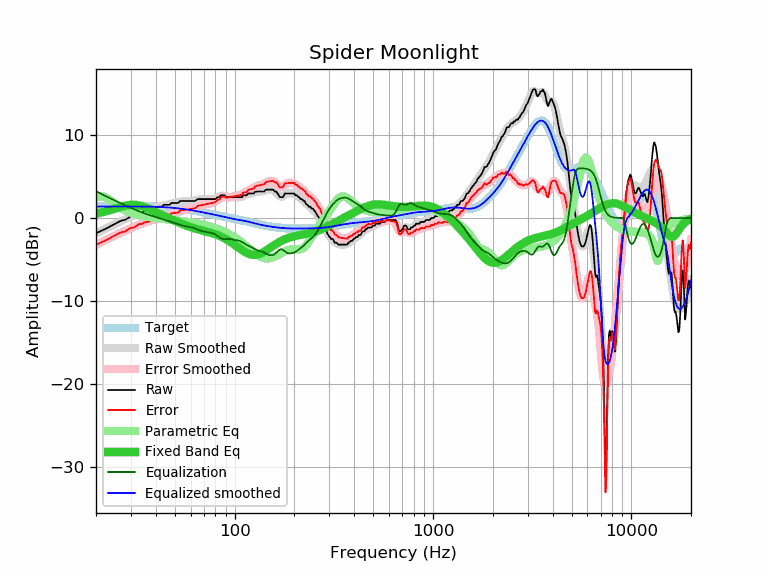 Spider Moonlight
Amplitude (dBr)
10
0
−10
−20
−30
Target
Raw Smoothed
Error Smoothed
Raw
Error
Parametric Eq
Fixed Band Eq
Equalization
Equalized smoothed
100
1000
10000
Frequency (Hz)